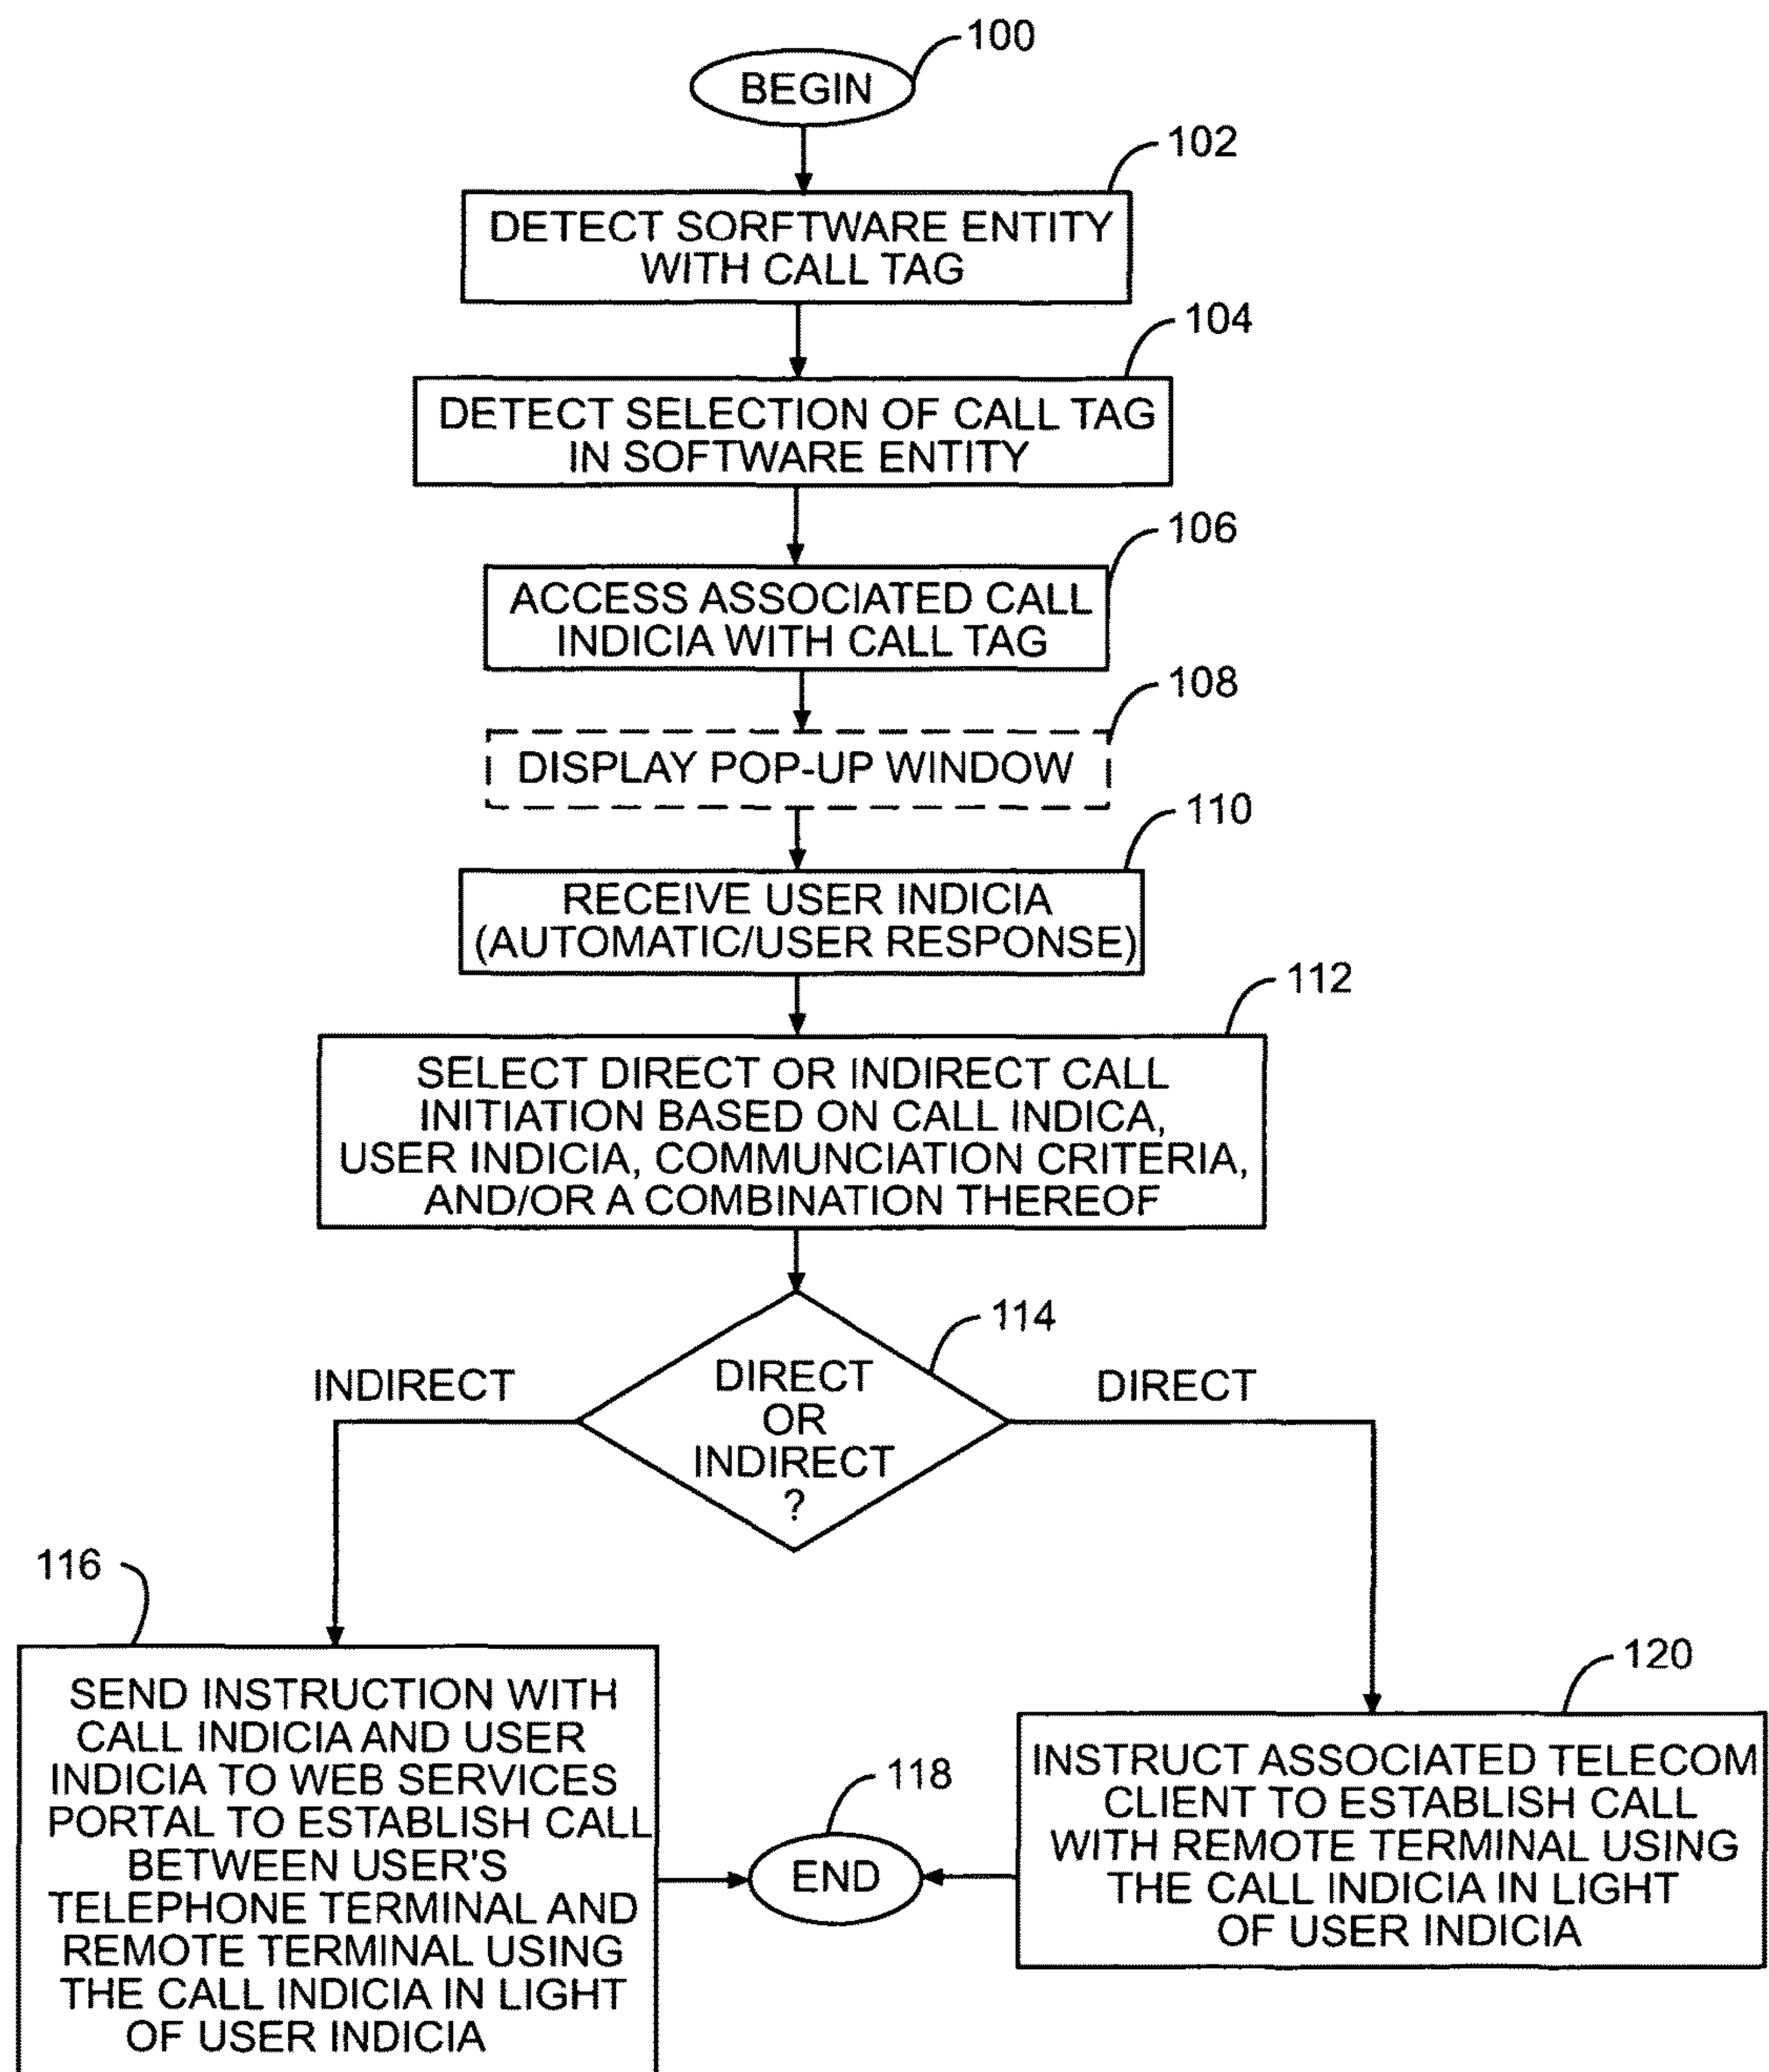 100
BEGIN
102
DETECT SORFTWARE ENTITY
WITH CALL TAG
104
DETECT SELECTION OF CALL TAG
IN SOFTWARE ENTITY
106
ACCESS ASSOCIATED CALL
INDICIA WITH CALL TAG
108
DISPLAY POP-UP WINDOW
110
RECEIVE USER INDICIA
(AUTOMATIC/USER RESPONSE)
112
SELECT DIRECT OR INDIRECT CALL
INITIATION BASED ON CALL INDICA,
USER INDICIA, COMMUNCIATION CRITERIA,
AND/OR A COMBINATION THEREOF
114
INDIRECT
DIRECT
OR
INDIRECT
?
DIRECT
116
SEND INSTRUCTION WITH
CALL INDICIA AND USER
INDICIA TO WEB SERVICES
PORTAL TO ESTABLISH CALL
BETWEEN USER'S
TELEPHONE TERMINAL AND
REMOTE TERMINAL USING
THE CALL INDICIA IN LIGHT
OF USER INDICIA
118
END
120
INSTRUCT ASSOCIATED TELECOM
CLIENT TO ESTABLISH CALL
WITH REMOTE TERMINAL USING
THE CALL INDICIA IN LIGHT
OF USER INDICIA